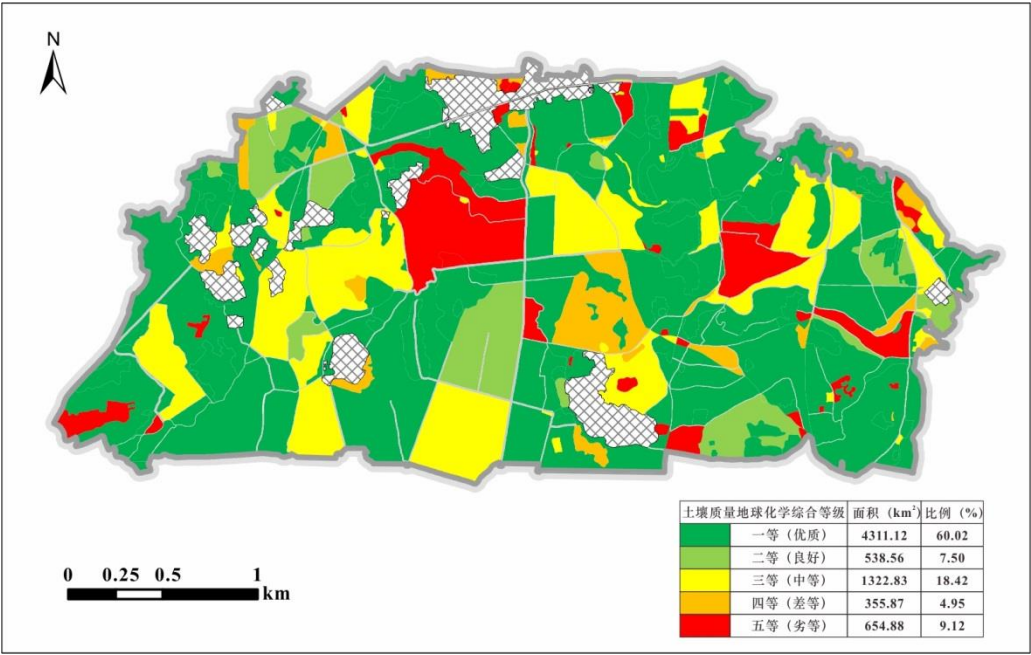 N
土壤质量地球化学综合等级 面积（km²） 比例（%）
一等（优质） 4311.12 60.02
二等（良好） 538.56 7.50
三等（中等） 1322.83 18.42
四等（差等） 355.87 4.95
五等（劣等） 654.88 9.12
0 0.25 0.5 1
km